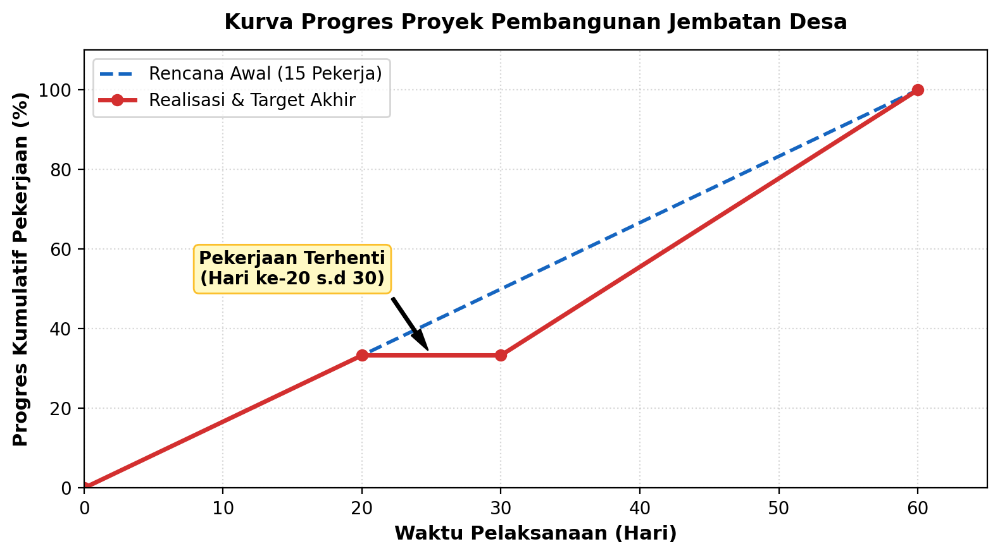 Kurva Progres Proyek Pembangunan Jembatan Desa
Rencana Awal (15 Pekerja)
Realisasi & Target Akhir
Progres Kumulatif Pekerjaan (%)
100
80
60
40
20
0
Pekerjaan Terhenti
(Hari ke-20 s.d 30)
0 10 20 30 40 50 60
Waktu Pelaksanaan (Hari)